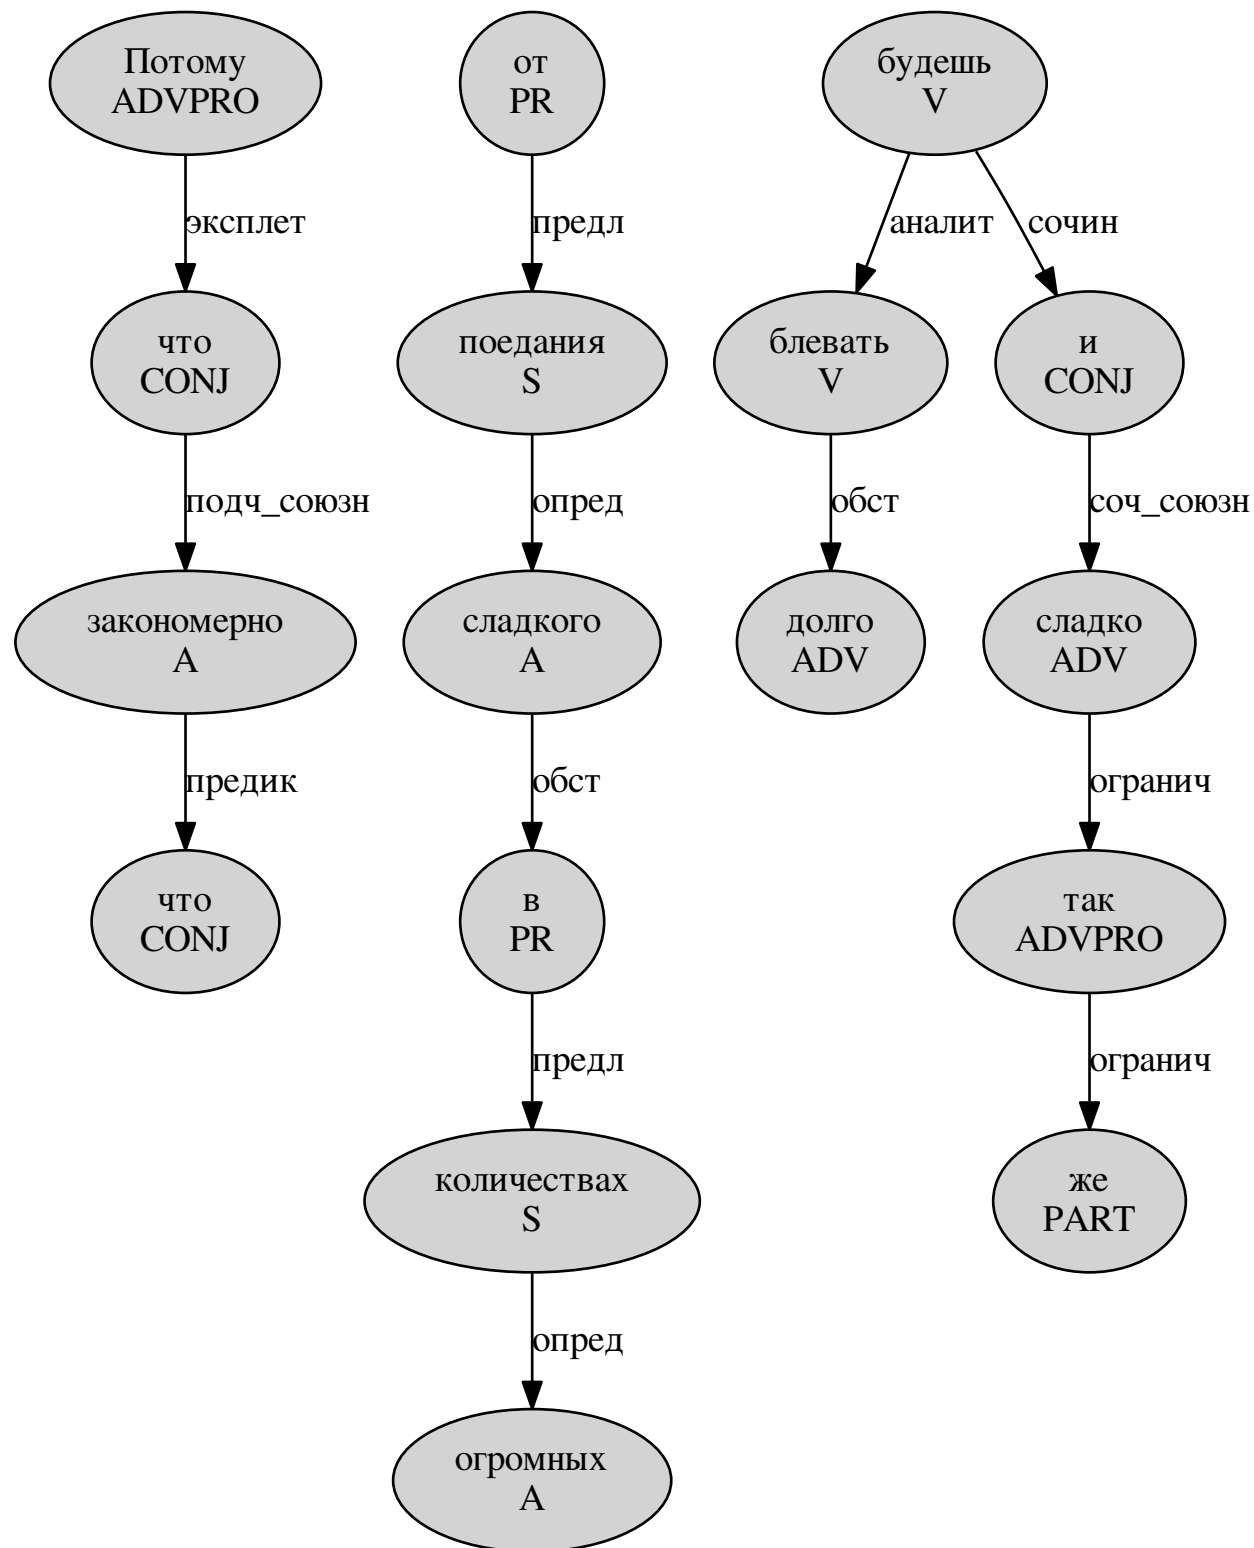 Потому
ADVPRO
от
PR
будешь
V
эксплет
предл
аналит
сочин
что
CONJ
поедания
S
блевать
V
и
CONJ
подч_союзн
опред
обст
соч_союзн
закономерно
A
сладкого
A
долго
ADV
сладко
ADV
предик
обст
огранич
что
CONJ
в
PR
так
ADVPRO
предл
огранич
количествах
S
же
PART
опред
огромных
A